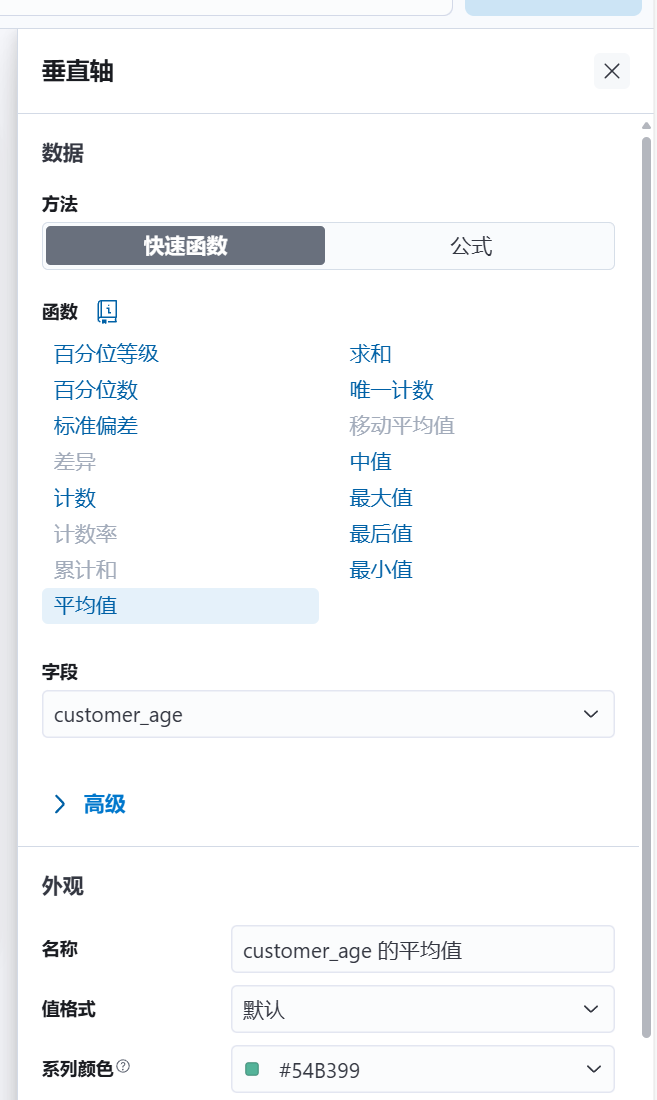 垂直轴
数据
方法
快速函数 公式
函数
百分位等级 求和
百分位数 唯一计数
标准偏差 移动平均值
差异 中值
计数 最大值
计数率 最后值
累计和 最小值
平均值
字段
customer_age
高级
外观
名称 customer_age 的平均值
值格式 默认
系列颜色 #54B399